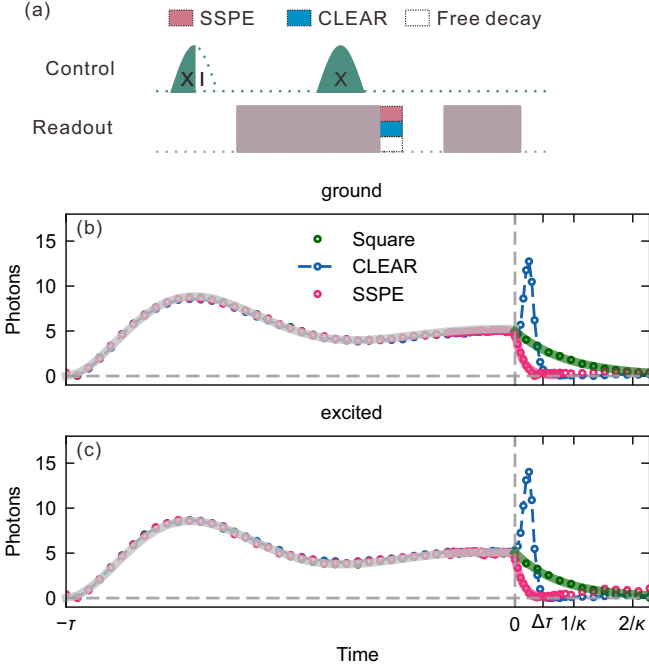 (a)
SSPE CLEAR Free decay
Control X I X
Readout
ground
(b)
Photons
15
10
5
0
Square
CLEAR
SSPE
excited
(c)
Photons
15
10
5
0
−τ 0 Δτ 1/κ 2/κ
Time